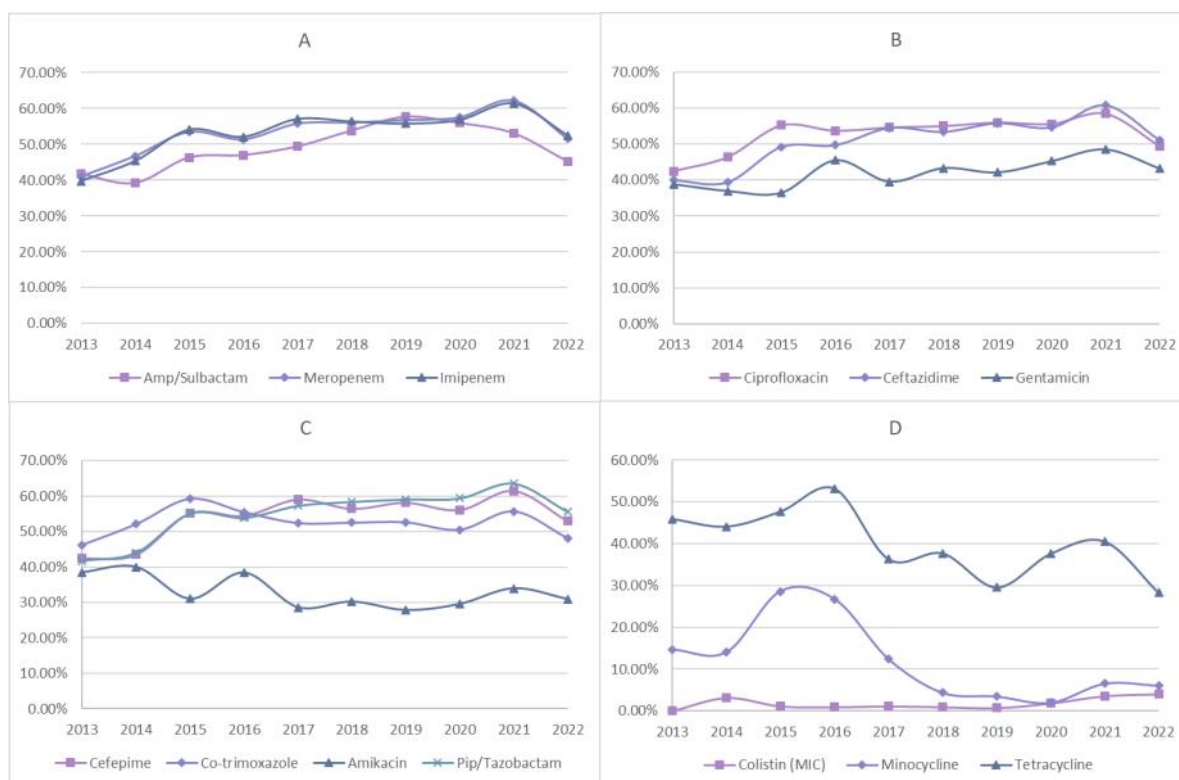 A
70.00%
60.00%
50.00%
40.00%
30.00%
20.00%
10.00%
0.00%
2013 2014 2015 2016 2017 2018 2019 2020 2021 2022
Amp/Sulbactam Meropenem Imipenem
B
70.00%
60.00%
50.00%
40.00%
30.00%
20.00%
10.00%
0.00%
2013 2014 2015 2016 2017 2018 2019 2020 2021 2022
Ciprofloxacin Ceftazidime Gentamicin
C
70.00%
60.00%
50.00%
40.00%
30.00%
20.00%
10.00%
0.00%
2013 2014 2015 2016 2017 2018 2019 2020 2021 2022
Cefepime Co-trimoxazole Amikacin Pip/Tazobactam
D
60.00%
50.00%
40.00%
30.00%
20.00%
10.00%
0.00%
2013 2014 2015 2016 2017 2018 2019 2020 2021 2022
Colistin (MIC) Minocycline Tetracycline